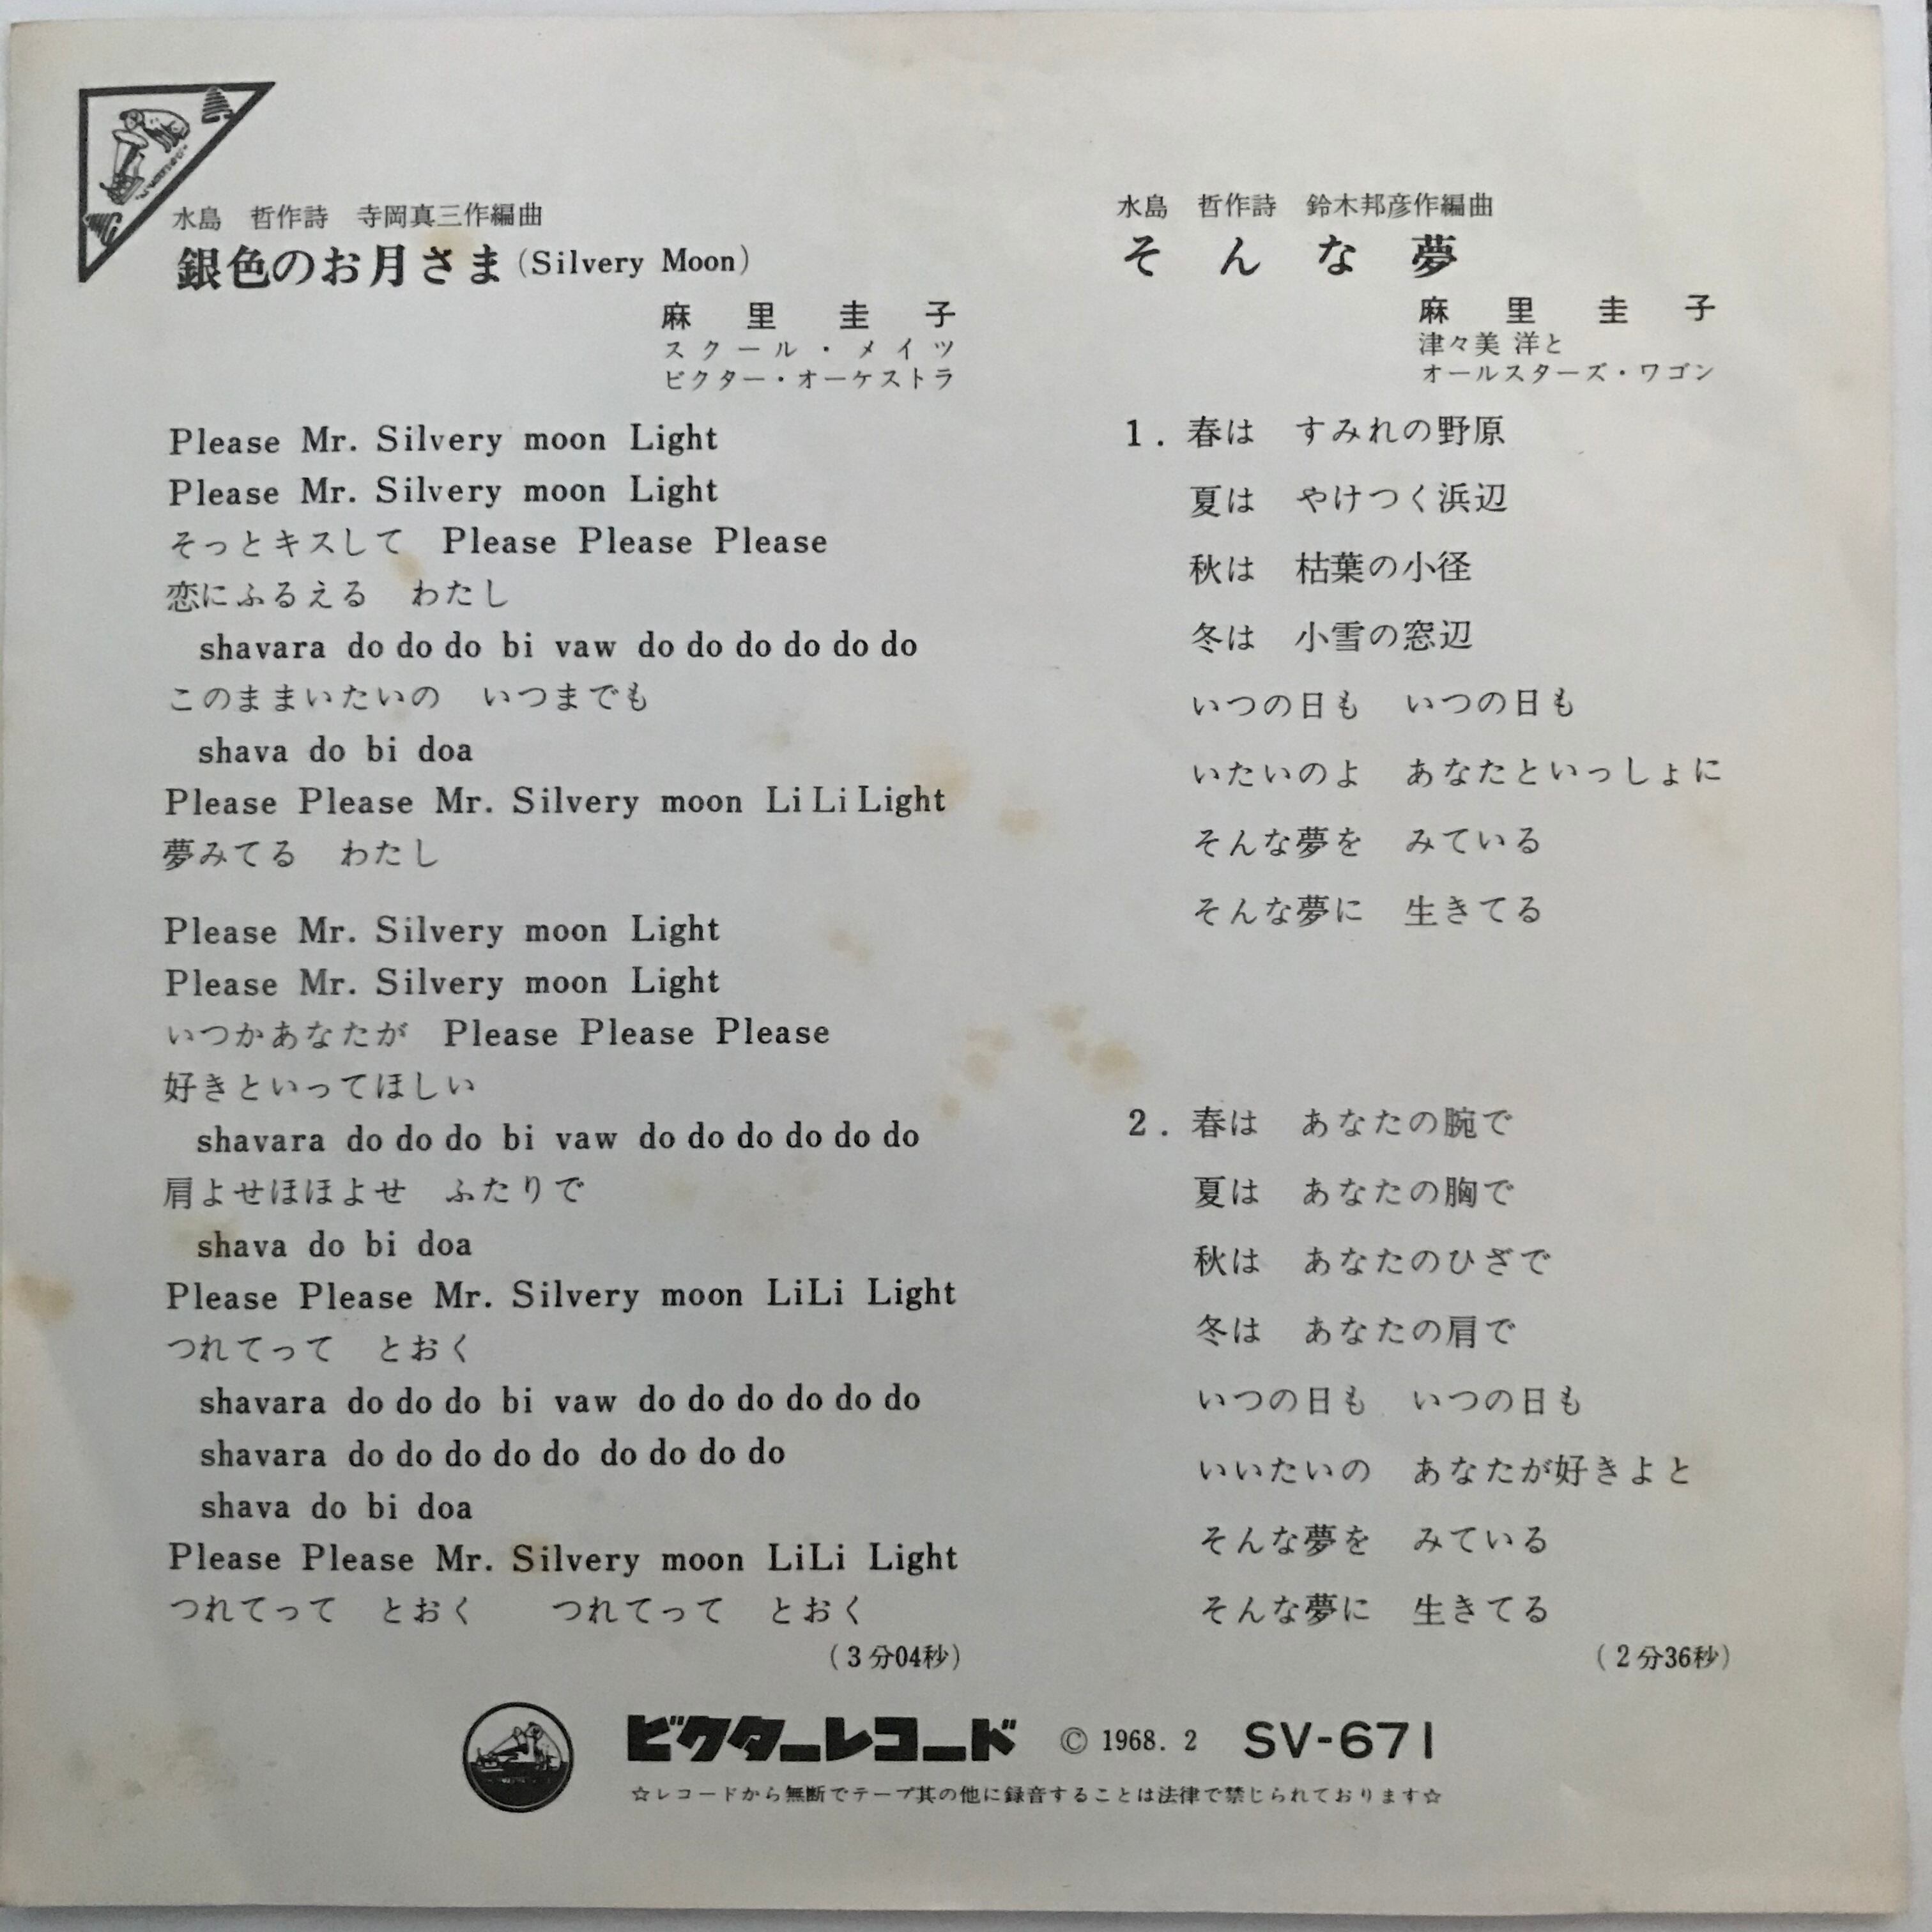 水島　哲作詩　寺岡真三作編曲
銀色のお月さま(Silvery Moon)
麻里圭子
スクール・メイツ
ビクター・オーケストラ
Please Mr. Silvery moon Light
Please Mr. Silvery moon Light
そっとキスして　Please Please Please
恋にふるえる　わたし
shavara do do do bi vaw do do do do do do
このままいたいの　いつまでも
shava do bi doa
Please Please Mr. Silvery moon Li Li Light
夢みてる　わたし
Please Mr. Silvery moon Light
Please Mr. Silvery moon Light
いつかあなたが　Please Please Please
好きといってほしい
shavara do do do bi vaw do do do do do do
肩よせほほよせ　ふたりで
shava do bi doa
Please Please Mr. Silvery moon LiLi Light
つれてって　とおく
shavara do do do bi vaw do do do do do do
shavara do do do do do do do do do
shava do bi doa
Please Please Mr. Silvery moon LiLi Light
つれてって　とおく　　つれてって　とおく
(3分04秒)
水島　哲作詩　鈴木邦彦作編曲
そんな夢
麻里圭子
津々美 洋と
オールスターズ・ワゴン
1. 春は　すみれの野原
夏は　やけつく浜辺
秋は　枯葉の小径
冬は　小雪の窓辺
いつの日も　いつの日も
いたいのよ　あなたといっしょに
そんな夢を　みている
そんな夢に　生きてる
2. 春は　あなたの腕で
夏は　あなたの胸で
秋は　あなたのひざで
冬は　あなたの肩で
いつの日も　いつの日も
いいたいの　あなたが好きよと
そんな夢を　みている
そんな夢に　生きてる
(2分36秒)
ビクターレコード　© 1968. 2　SV-671
☆レコードから無断でテープ其の他に録音することは法律で禁じられております☆